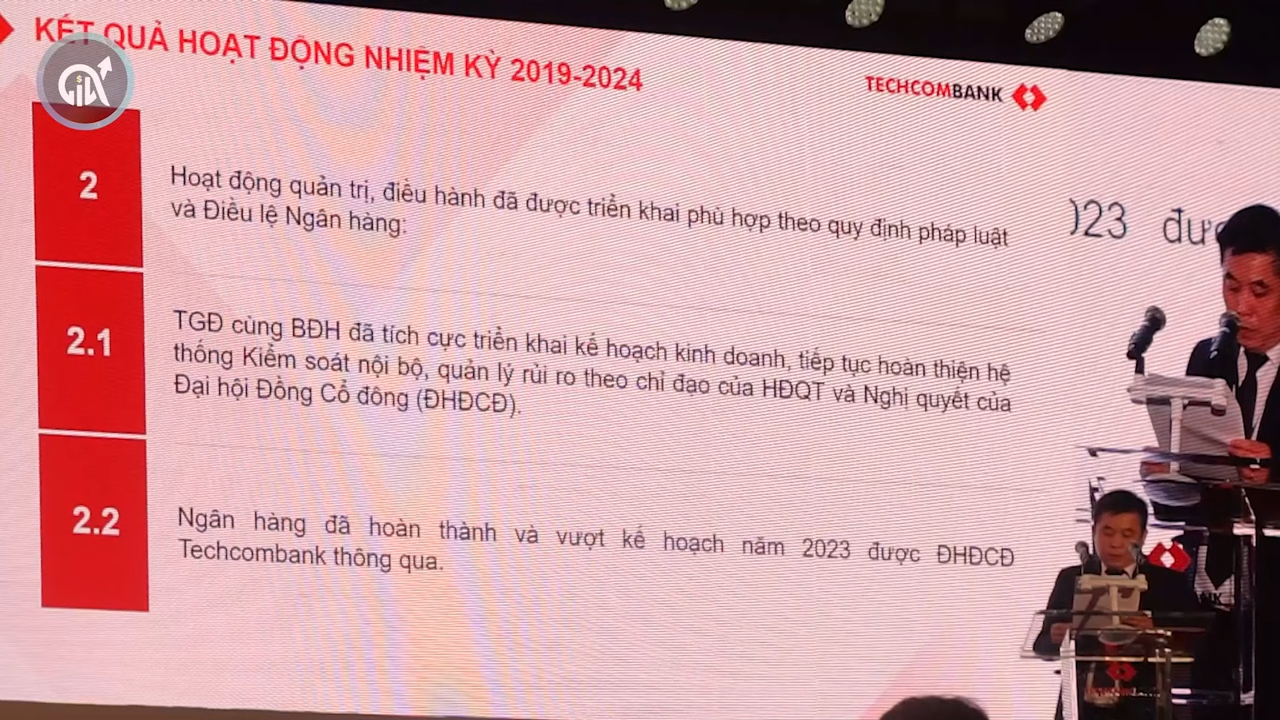 KẾT QUẢ HOẠT ĐỘNG NHIỆM KỲ 2019-2024
TECHCOMBANK
2
Hoạt động quản trị, điều hành đã được triển khai phù hợp theo quy định pháp luật
và Điều lệ Ngân hàng:
2.1
TGĐ cùng BĐH đã tích cực triển khai kế hoạch kinh doanh, tiếp tục hoàn thiện hệ
thống Kiểm soát nội bộ, quản lý rủi ro theo chỉ đạo của HĐQT và Nghị quyết của
Đại hội Đồng Cổ đông (ĐHĐCĐ).
2.2
Ngân hàng đã hoàn thành và vượt kế hoạch năm 2023 được ĐHĐCĐ
Techcombank thông qua.
)23 đượ